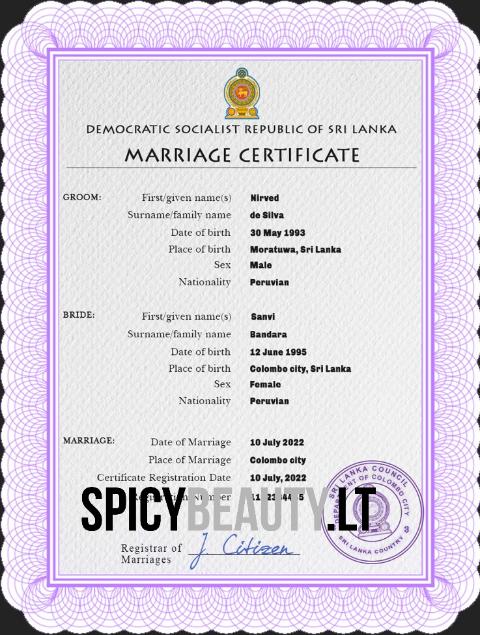 DEMOCRATIC SOCIALIST REPUBLIC OF SRI LANKA
MARRIAGE CERTIFICATE
GROOM: First/given name(s) Nirved
Surname/family name de Silva
Date of birth 30 May 1993
Place of birth Moratuwa, Sri Lanka
Sex Male
Nationality Peruvian
BRIDE: First/given name(s) Sanvi
Surname/family name Bandara
Date of birth 12 June 1995
Place of birth Colombo city, Sri Lanka
Sex Female
Nationality Peruvian
MARRIAGE: Date of Marriage 10 July 2022
Place of Marriage Colombo city
Certificate Registration Date 10 July, 2022
Registration Number
SPICYBEAUTY.LT
SRI LANKA COUNCIL
OF COLOMBO CITY
SRI LANKA COUNTRY
Registrar of J. Citizen
Marriages